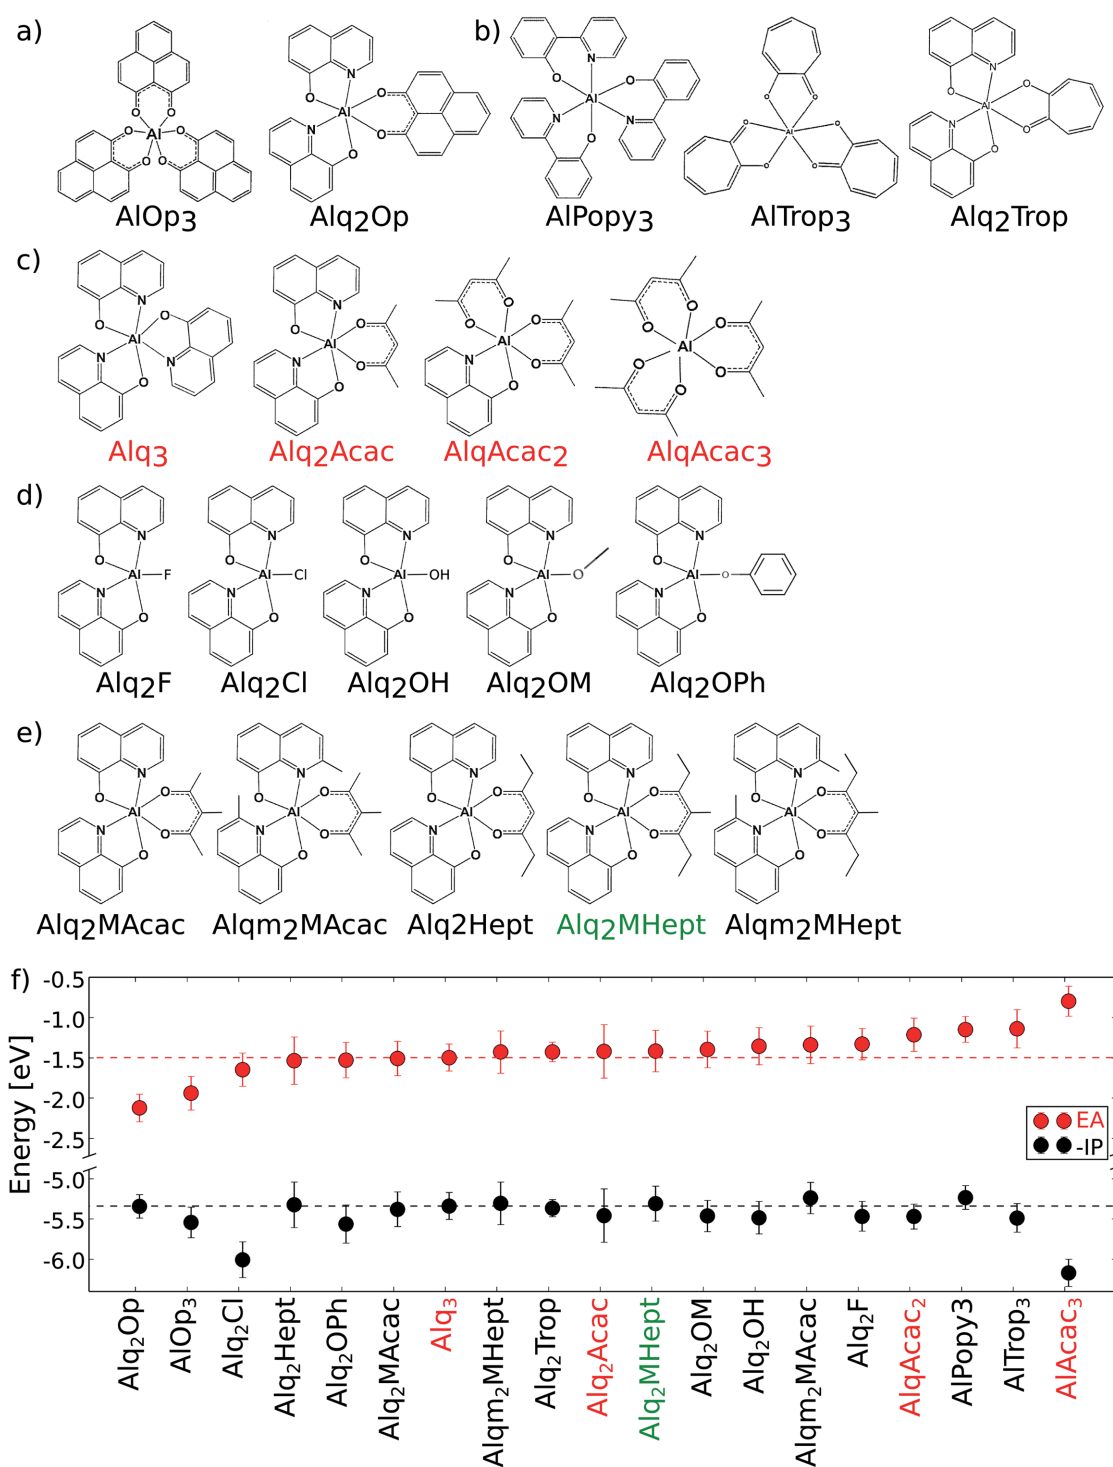 a)
b)
AlOp3
Alq2Op
AlPopy3
AlTrop3
Alq2Trop
c)
Alq3
Alq2Acac
AlqAcac2
AlqAcac3
d)
Alq2F
Alq2Cl
Alq2OH
Alq2OM
Alq2OPh
e)
Alq2MAcac
Alqm2MAcac
Alq2Hept
Alq2MHept
Alqm2MHept
f)
-0.5
-1.0
-1.5
-2.0
-2.5
-5.0
-5.5
-6.0
Energy [eV]
EA
-IP
Alq2Op
AlOp3
Alq2Cl
Alq2Hept
Alq2OPh
Alq2MAcac
Alq3
Alqm2MHept
Alq2Trop
Alq2Acac
Alq2MHept
Alq2OM
Alq2OH
Alqm2MAcac
Alq2F
AlqAcac2
AlPopy3
AlTrop3
AlAcac3